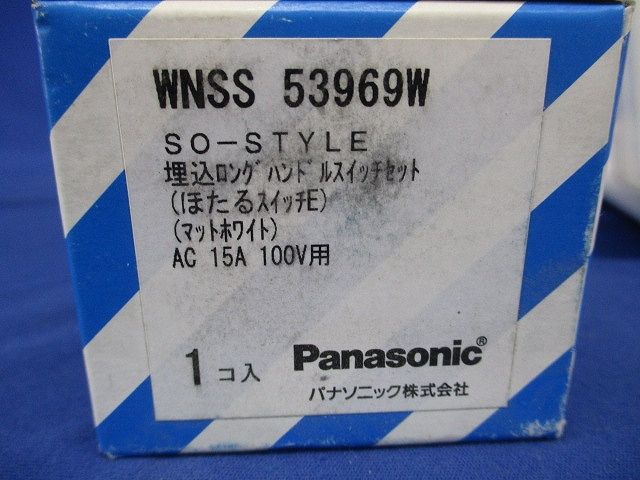 WNSS 53969W
SO-STYLE
埋込ロングハンドルスイッチセット
(ほたるスイッチE)
(マットホワイト)
AC 15A 100V用
1 コ入 Panasonic®
パナソニック株式会社